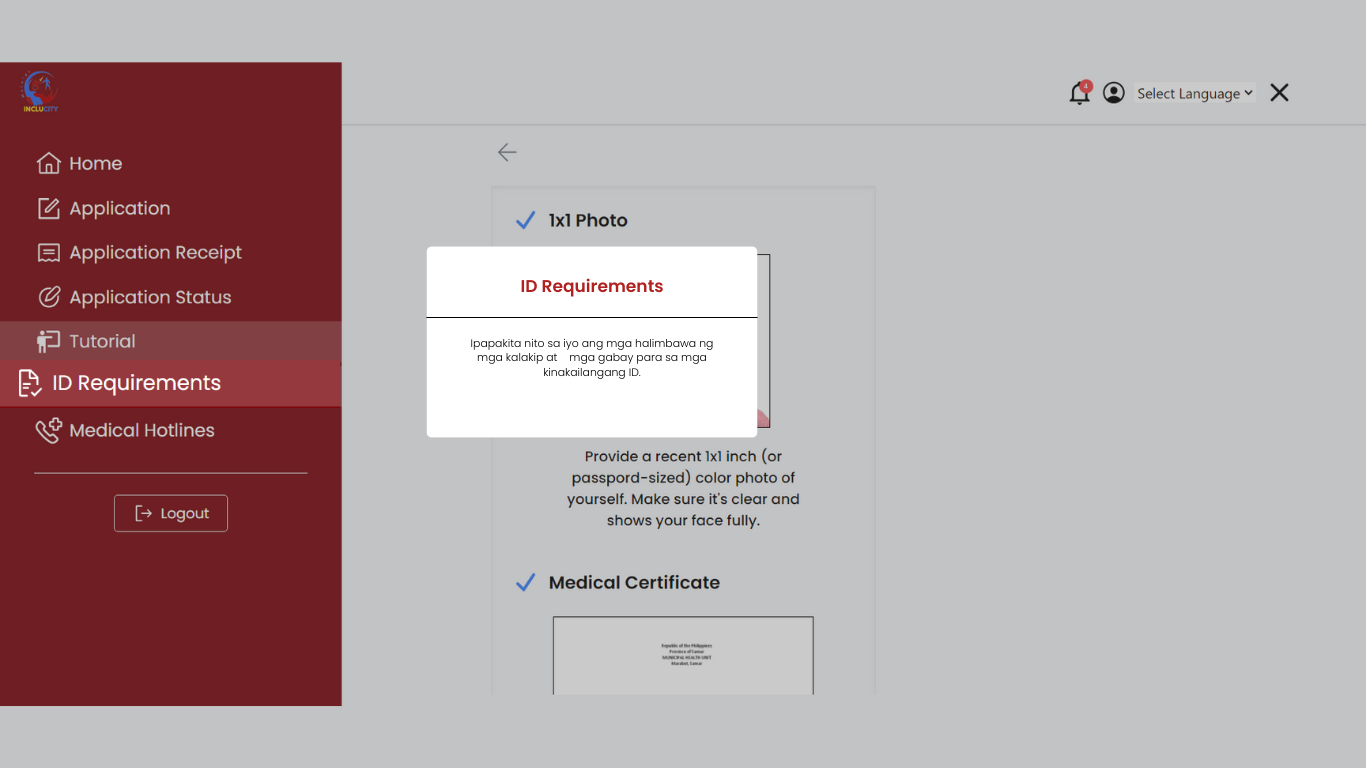 INCLUCITY
Home
Application
Application Receipt
Application Status
Tutorial
ID Requirements
Medical Hotlines
Logout
4
Select Language
1x1 Photo
ID Requirements
Ipapakita nito sa iyo ang mga halimbawa ng
mga kalakip at mga gabay para sa mga
kinakailangang ID.
Provide a recent 1x1 inch (or
passpord-sized) color photo of
yourself. Make sure it's clear and
shows your face fully.
Medical Certificate
Republic of the Philippines
Province of Samar
MUNICIPAL HEALTH UNIT
Marabut, Samar